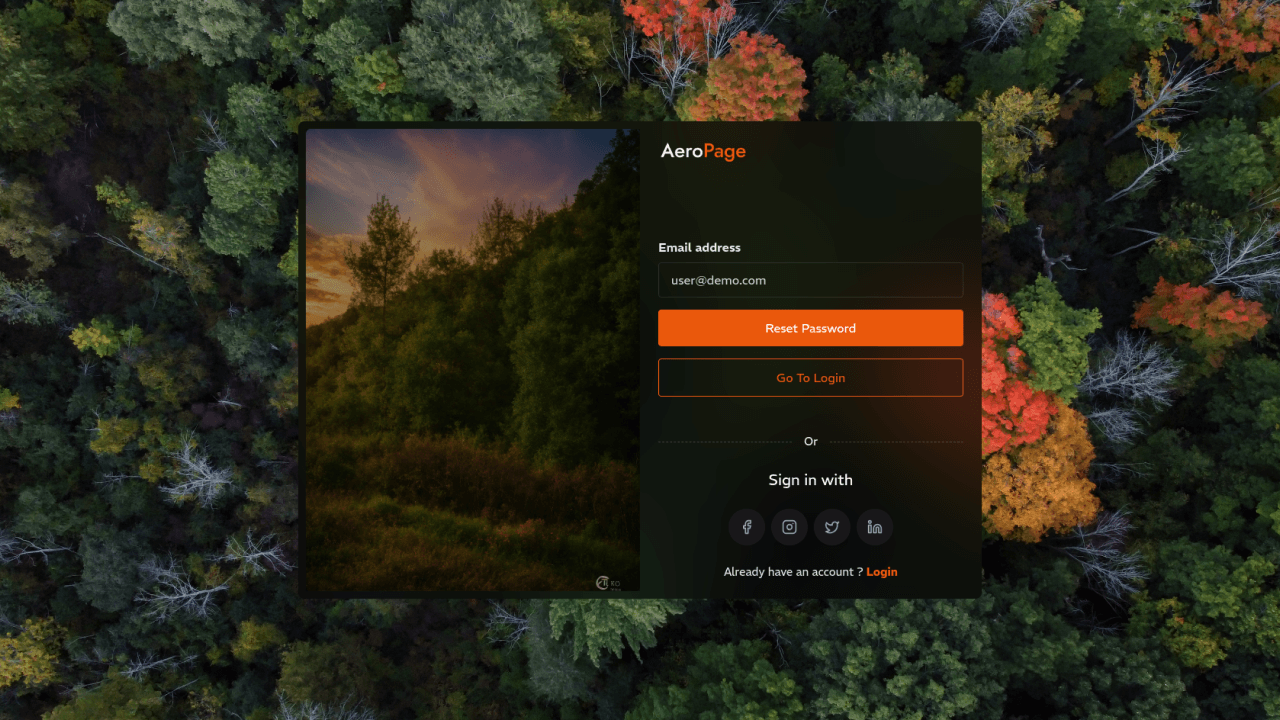 AeroPage
Email address
user@demo.com
Reset Password
Go To Login
Or
Sign in with
Already have an account ? Login
KO